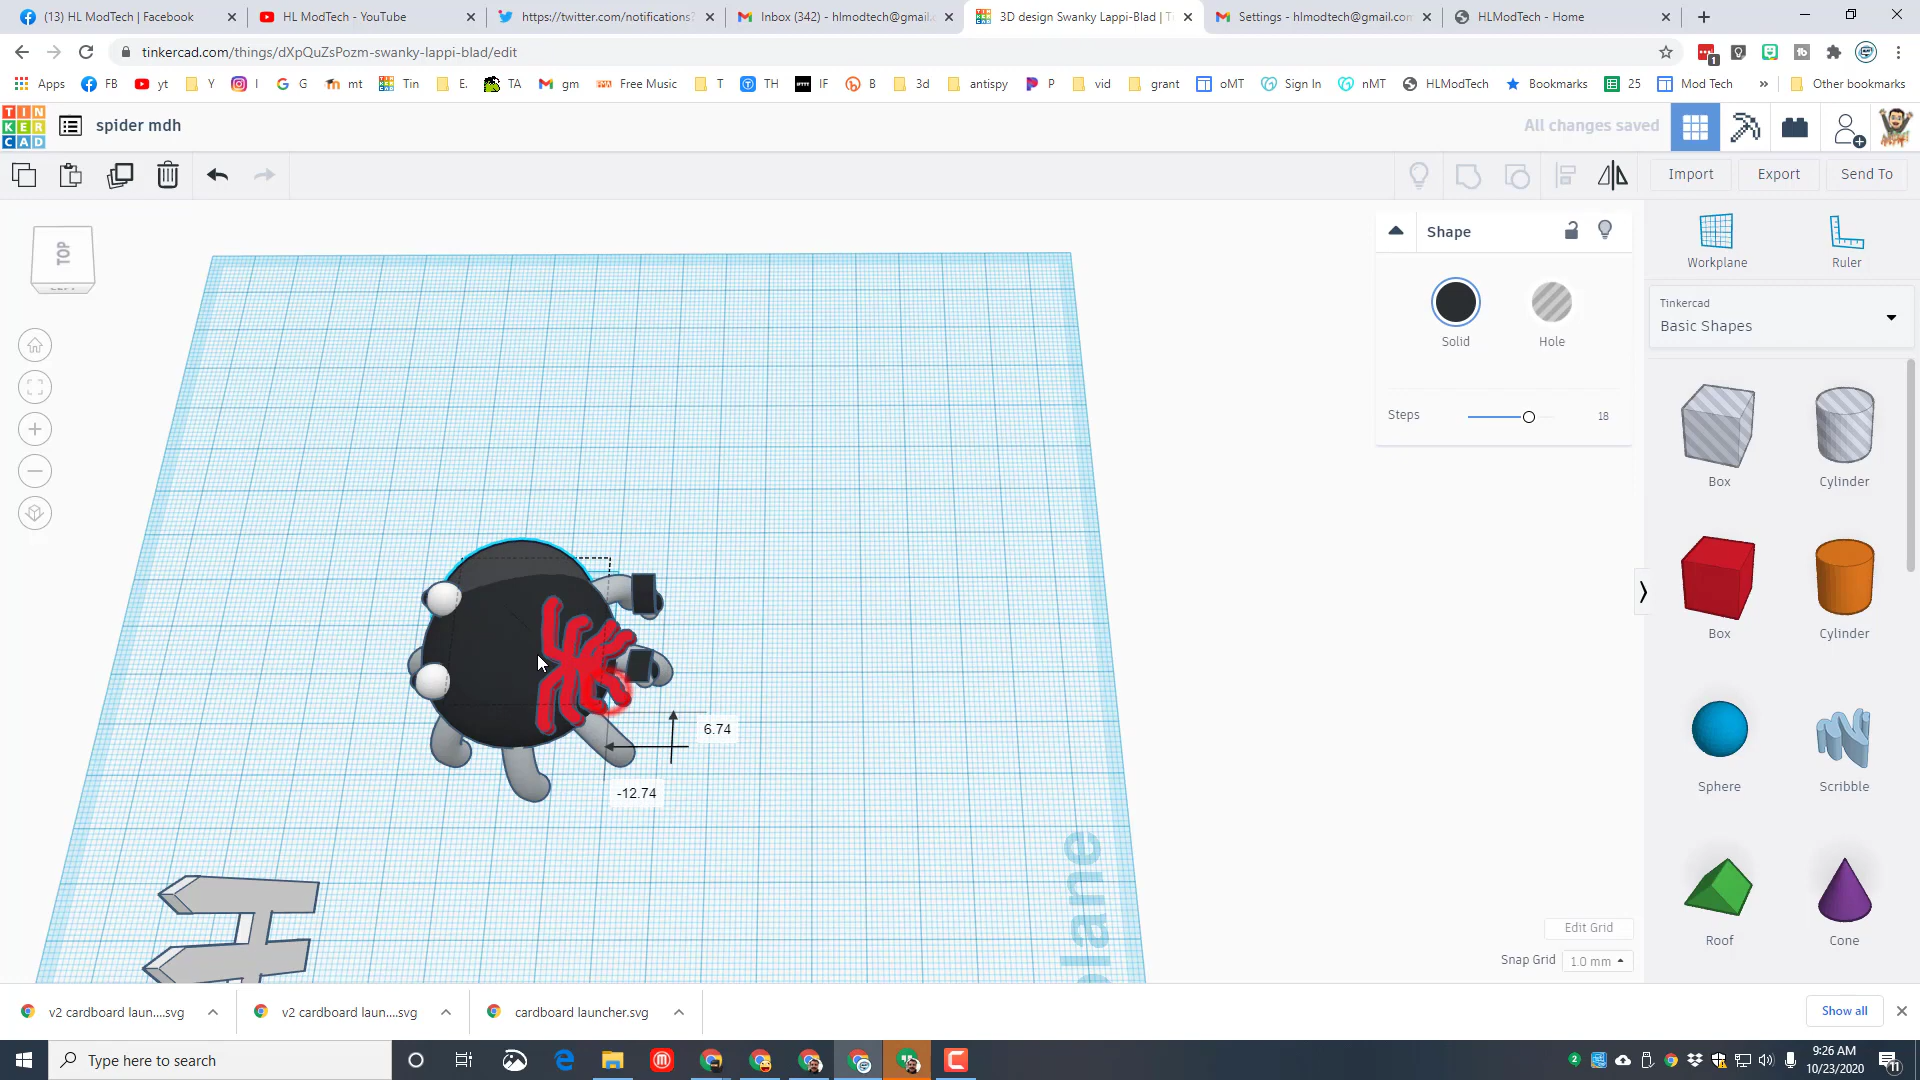 (13) HL ModTech | Facebook
HL ModTech - YouTube
https://twitter.com/notifications?
Inbox (342) - hlmodtech@gmail.c
3D design Swanky Lappi-Blad | T
Settings - hlmodtech@gmail.com
HLModTech - Home
tinkercad.com/things/dXpQuZsPozm-swanky-lappi-blad/edit
1
Apps FB yt Y I G mt Tin E. TA gm Free Music T TH IF B 3d antispy P vid grant oMT Sign In nMT HLModTech Bookmarks 25 Mod Tech » Other bookmarks
TIN
KER
CAD
spider mdh
All changes saved
Import
Export
Send To
TOP
LEFT
Shape
Solid
Hole
Steps
18
Workplane
Ruler
Tinkercad
Basic Shapes
Box
Cylinder
Box
Cylinder
Sphere
Scribble
Roof
Cone
6.74
-12.74
plane
Edit Grid
Snap Grid
1.0 mm
v2 cardboard laun....svg
v2 cardboard laun....svg
cardboard launcher.svg
Show all
Type here to search
2
9:26 AM
10/23/2020
11